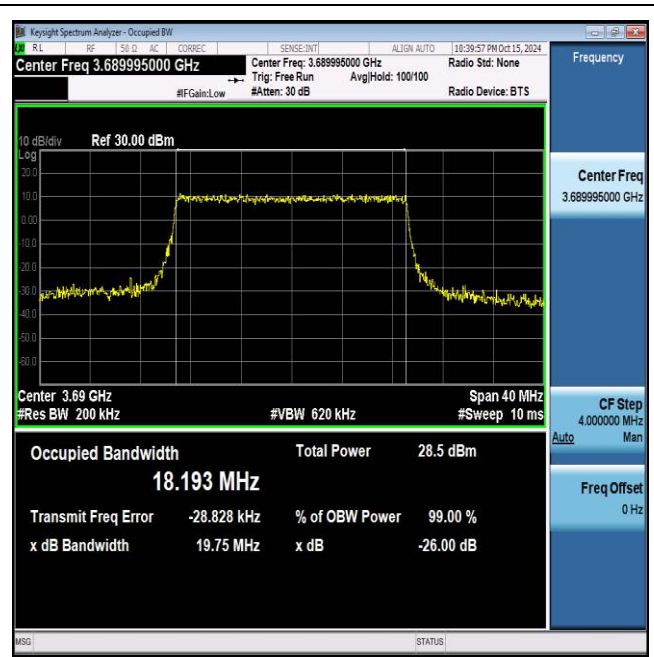 Keysight Spectrum Analyzer - Occupied BW
RL RF 50 Ω AC CORREC SENSE:INT ALIGN AUTO 10:39:57 PM Oct 15, 2024
Center Freq 3.689995000 GHz
Center Freq: 3.689995000 GHz Radio Std: None
Trig: Free Run Avg|Hold: 100/100
#IFGain:Low #Atten: 30 dB Radio Device: BTS
10 dB/div Ref 30.00 dBm
Log
20.0
10.0
0.00
-10.0
-20.0
-30.0
-40.0
-50.0
-60.0
Center 3.69 GHz Span 40 MHz
#Res BW 200 kHz #VBW 620 kHz #Sweep 10 ms
Occupied Bandwidth Total Power 28.5 dBm
18.193 MHz
Transmit Freq Error -28.828 kHz % of OBW Power 99.00 %
x dB Bandwidth 19.75 MHz x dB -26.00 dB
Frequency
Center Freq
3.689995000 GHz
CF Step
4.000000 MHz
Auto Man
Freq Offset
0 Hz
MSG STATUS